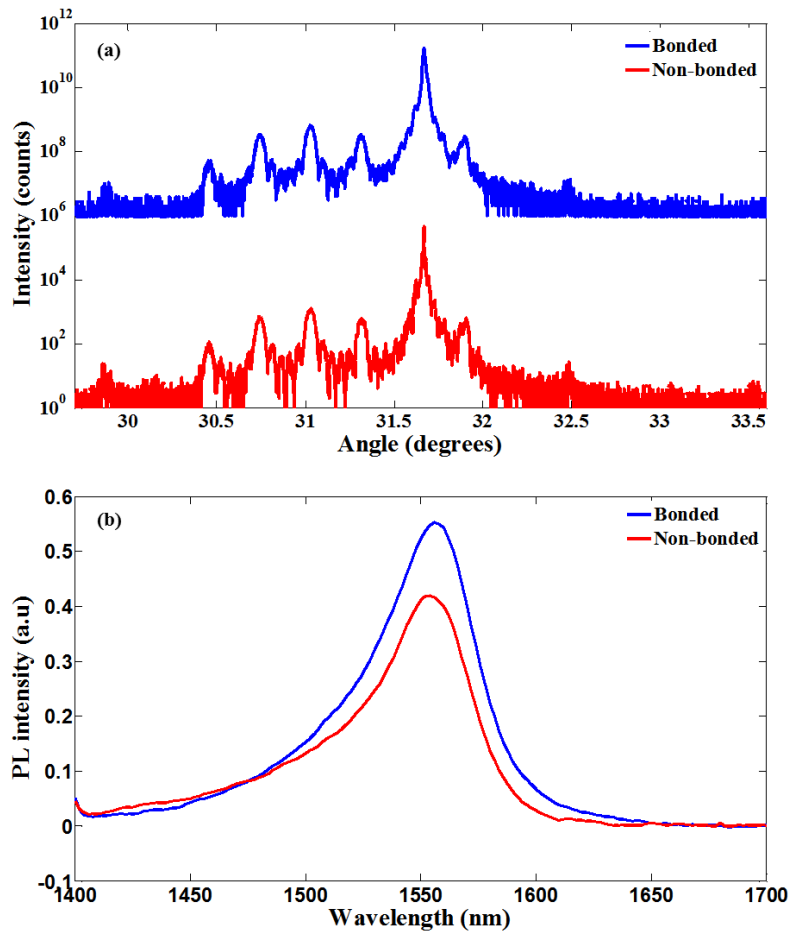 (a)
Bonded
Non-bonded
Intensity (counts)
10^12
10^10
10^8
10^6
10^4
10^2
10^0
30 30.5 31 31.5 32 32.5 33 33.5
Angle (degrees)
(b)
Bonded
Non-bonded
PL intensity (a.u)
0.6
0.5
0.4
0.3
0.2
0.1
0
-0.1
1400 1450 1500 1550 1600 1650 1700
Wavelength (nm)